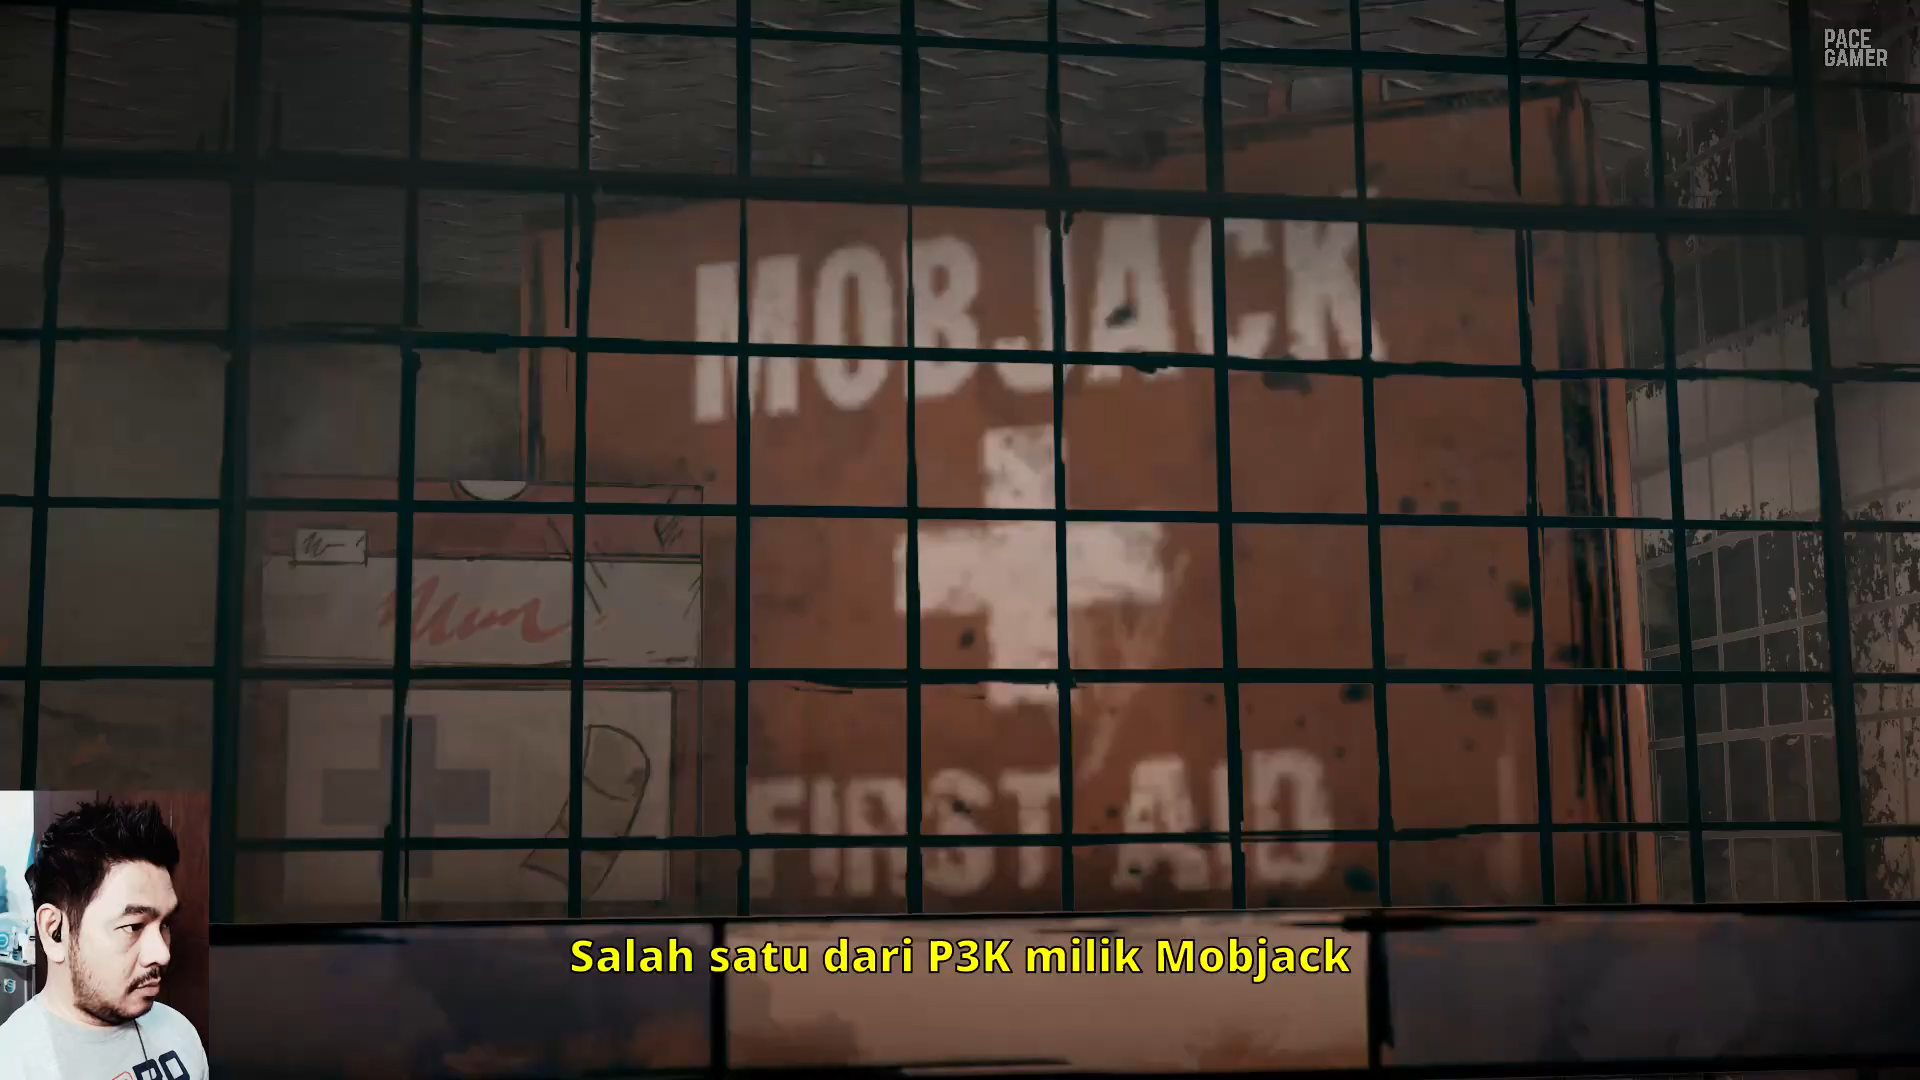 PACE
GAMER
MOBJACK
FIRST AID
Salah satu dari P3K milik Mobjack